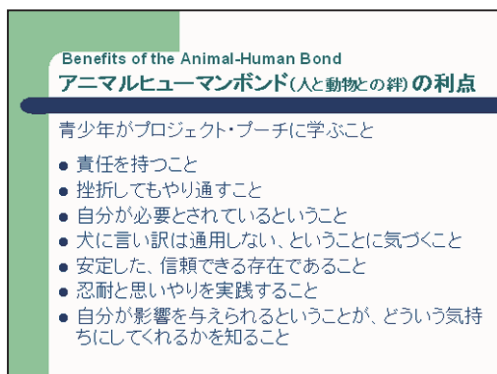 Benefits of the Animal-Human Bond
アニマルヒューマンボンド(人と動物との絆)の利点
青少年がプロジェクト・プーチに学ぶこと
● 責任を持つこと
● 挫折してもやり通すこと
● 自分が必要とされているということ
● 犬に言い訳は通用しない、ということに気づくこと
● 安定した、信頼できる存在であること
● 忍耐と思いやりを実践すること
● 自分が影響を与えられるということが、どういう気持
ちにしてくれるかを知ること